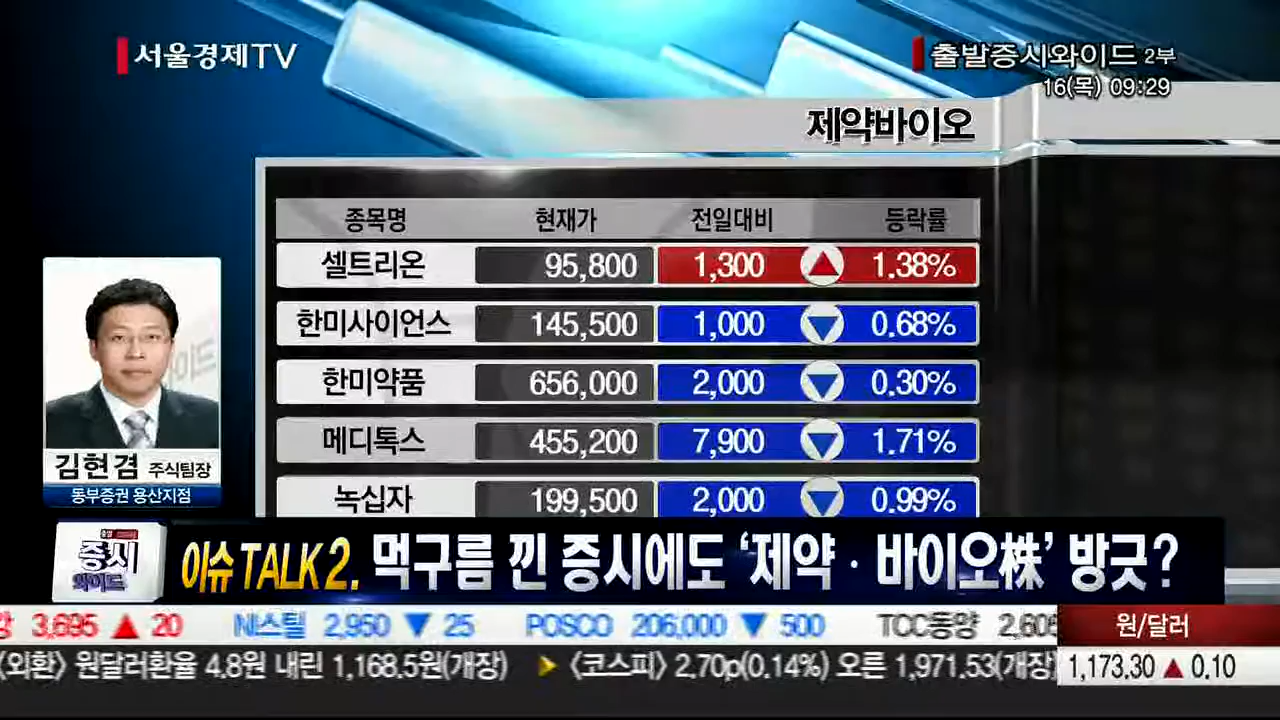 서울경제TV
출발증시와이드 2부
16(목) 09:29
제약바이오
종목명 현재가 전일대비 등락률
셀트리온 95,800 1,300 ▲ 1.38%
한미사이언스 145,500 1,000 ▼ 0.68%
한미약품 656,000 2,000 ▼ 0.30%
메디톡스 455,200 7,900 ▼ 1.71%
녹십자 199,500 2,000 ▼ 0.99%
김현겸 주식팀장
동부증권 용산지점
증시
와이드
이슈 TALK 2. 먹구름 낀 증시에도 ‘제약·바이오株’ 방긋?
3,695 ▲ 20 NI스틸 2,950 ▼ 25 POSCO 206,000 ▼ 500 TCC동양 2,605
원/달러
〈외환〉 원달러환율 4.8원 내린 1,168.5원(개장) ▶ 〈코스피〉 2.70p(0.14%) 오른 1,971.53(개장)
1,173.30 ▲ 0.10